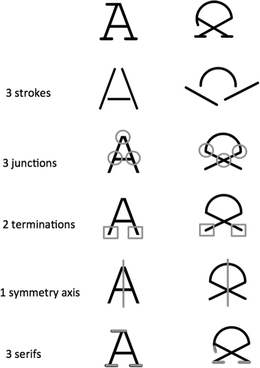 A
3 strokes
3 junctions
A
2 terminations
A
1 symmetry axis
A
3 serifs
A